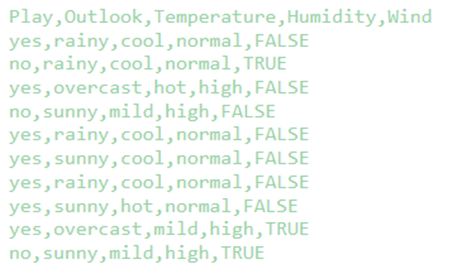 Play,Outlook,Temperature,Humidity,Wind
yes,rainy,cool,normal,FALSE
no,rainy,cool,normal,TRUE
yes,overcast,hot,high,FALSE
no,sunny,mild,high,FALSE
yes,rainy,cool,normal,FALSE
yes,sunny,cool,normal,FALSE
yes,rainy,cool,normal,FALSE
yes,sunny,hot,normal,FALSE
yes,overcast,mild,high,TRUE
no,sunny,mild,high,TRUE